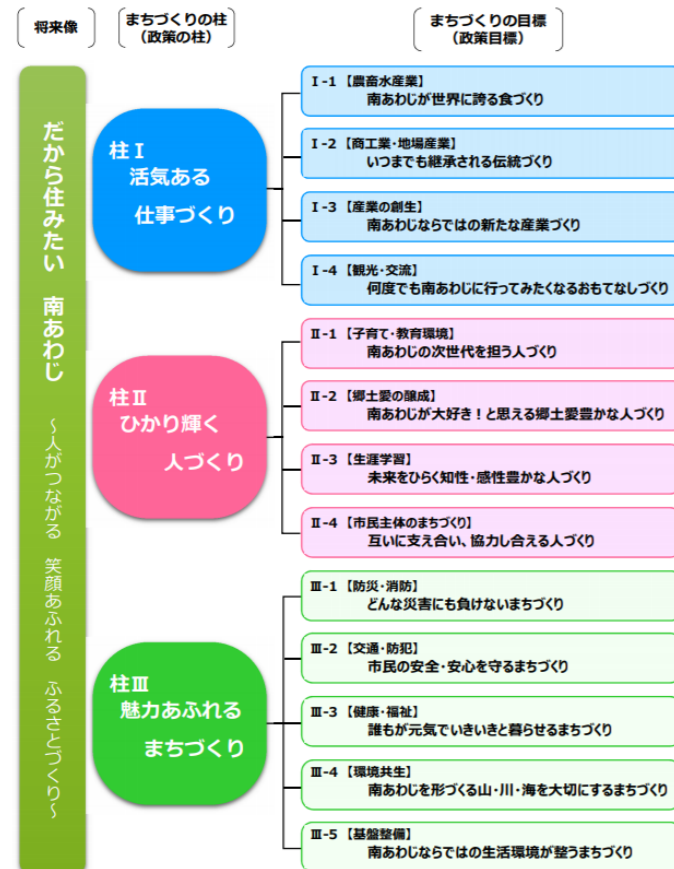 将来像
まちづくりの柱
（政策の柱）
まちづくりの目標
（政策目標）
だから住みたい 南あわじ
～人がつながる 笑顔あふれる ふるさとづくり～
柱Ⅰ
活気ある
仕事づくり
Ⅰ-1 【農畜水産業】
南あわじが世界に誇る食づくり
Ⅰ-2 【商工業・地場産業】
いつまでも継承される伝統づくり
Ⅰ-3 【産業の創生】
南あわじならではの新たな産業づくり
Ⅰ-4 【観光・交流】
何度でも南あわじに行ってみたくなるおもてなしづくり
柱Ⅱ
ひかり輝く
人づくり
Ⅱ-1 【子育て・教育環境】
南あわじの次世代を担う人づくり
Ⅱ-2 【郷土愛の醸成】
南あわじが大好き！と思える郷土愛豊かな人づくり
Ⅱ-3 【生涯学習】
未来をひらく知性・感性豊かな人づくり
Ⅱ-4 【市民主体のまちづくり】
互いに支え合い、協力し合える人づくり
柱Ⅲ
魅力あふれる
まちづくり
Ⅲ-1 【防災・消防】
どんな災害にも負けないまちづくり
Ⅲ-2 【交通・防犯】
市民の安全・安心を守るまちづくり
Ⅲ-3 【健康・福祉】
誰もが元気でいきいきと暮らせるまちづくり
Ⅲ-4 【環境共生】
南あわじを形づくる山・川・海を大切にするまちづくり
Ⅲ-5 【基盤整備】
南あわじならではの生活環境が整うまちづくり